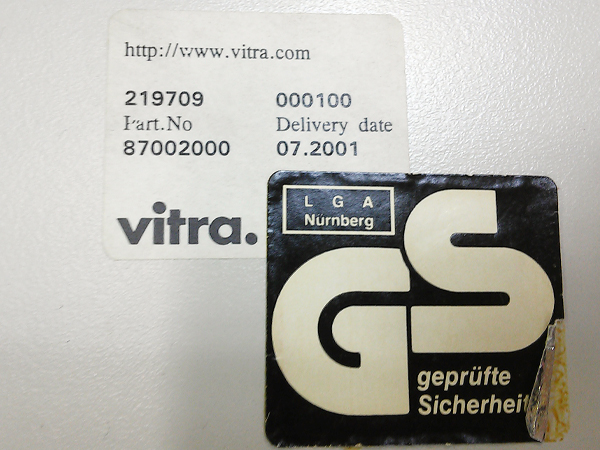 http://www.vitra.com
219709 000100
Part.No Delivery date
87002000 07.2001
vitra.
L G A
Nürnberg
GS
geprüfte
Sicherheit